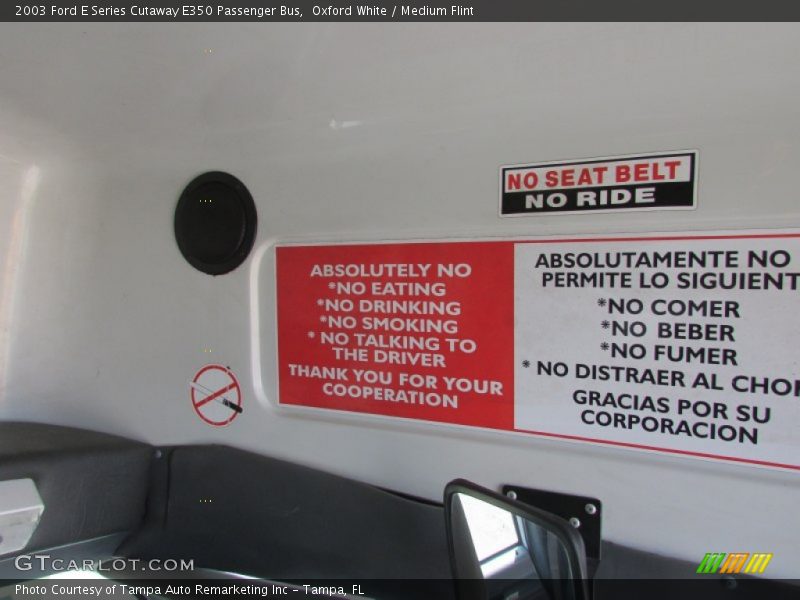 2003 Ford E Series Cutaway E350 Passenger Bus,  Oxford White / Medium Flint
NO SEAT BELT
NO RIDE
ABSOLUTELY NO
*NO EATING
*NO DRINKING
*NO SMOKING
* NO TALKING TO
THE DRIVER
THANK YOU FOR YOUR
COOPERATION
ABSOLUTAMENTE NO
PERMITE LO SIGUIENT
*NO COMER
*NO BEBER
*NO FUMER
* NO DISTRAER AL CHO
GRACIAS POR SU
CORPORACION
GTCARLOT.COM
Photo Courtesy of Tampa Auto Remarketing Inc - Tampa, FL